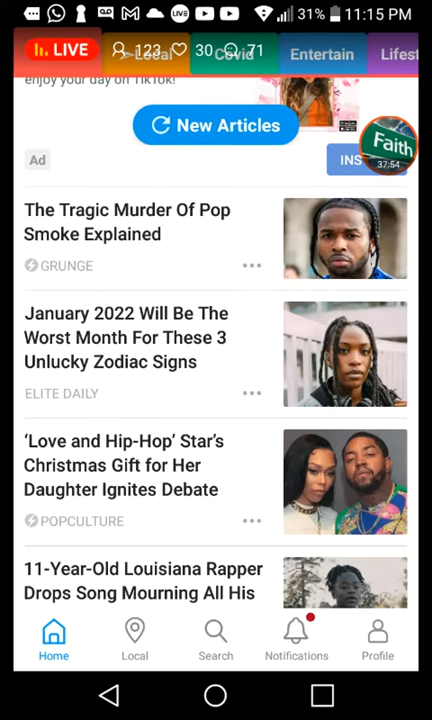 LIVE 31% 11:15 PM
LIVE 123 30 71
Local Covid Entertain Lifest
enjoy your day on TikTok!
New Articles
Ad
INS
Faith
37:54
The Tragic Murder Of Pop
Smoke Explained
GRUNGE
January 2022 Will Be The
Worst Month For These 3
Unlucky Zodiac Signs
ELITE DAILY
‘Love and Hip-Hop’ Star’s
Christmas Gift for Her
Daughter Ignites Debate
POPCULTURE
11-Year-Old Louisiana Rapper
Drops Song Mourning All His
Home Local Search Notifications Profile